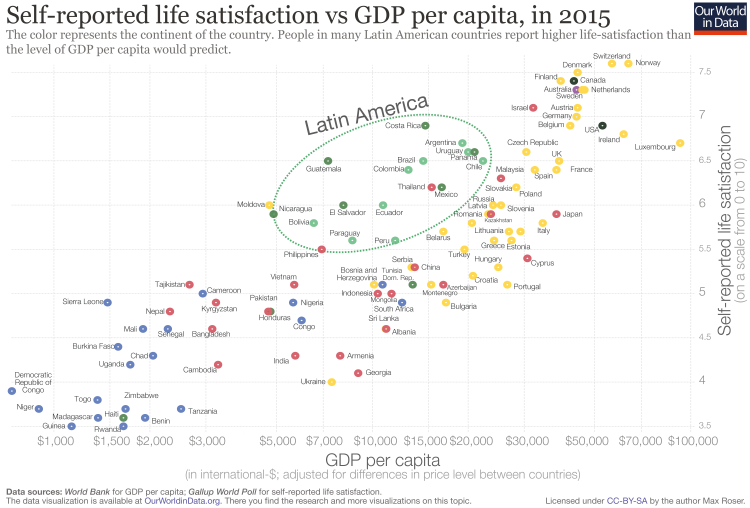 Self-reported life satisfaction vs GDP per capita, in 2015
Our World
in Data
The color represents the continent of the country. People in many Latin American countries report higher life-satisfaction than
the level of GDP per capita would predict.
Switzerland
Norway
Denmark
7.5
Finland
Canada
Australia
Netherlands
Sweden
Israel
Austria
7
Latin America
Germany
Costa Rica
Belgium
USA
Ireland
Argentina
Czech Republic
Luxembourg
Uruguay
Panama
UK
6.5
Guatemala
Brazil
Chile
Colombia
Malaysia
Spain
France
Thailand
Mexico
Slovakia
Poland
Moldova
Nicaragua
El Salvador
Ecuador
Russia
Latvia
Slovenia
6
Romania
Kazakhstan
Japan
Bolivia
Paraguay
Peru
Belarus
Lithuania
Italy
Greece
Estonia
5.5
Philippines
Turkey
Cyprus
Serbia
China
Hungary
Bosnia and
Herzegovina
Tunisia
Dom. Rep.
Croatia
Tajikistan
Cameroon
Vietnam
Indonesia
Mongolia
Montenegro
Azerbaijan
Portugal
5
Sierra Leone
Kyrgyzstan
Pakistan
Nigeria
South Africa
Bulgaria
Nepal
Honduras
Sri Lanka
Mali
Senegal
Bangladesh
Congo
Albania
4.5
Burkina Faso
Chad
Uganda
Cambodia
India
Armenia
Georgia
Democratic
Republic of
Congo
Ukraine
4
Togo
Zimbabwe
Niger
Tanzania
Madagascar
Haiti
Benin
Guinea
Rwanda
3.5
Self-reported life satisfaction
(on a scale from 0 to 10)
$1,000
$1,500
$2,000
$3,000
$5,000
$7,000
$10,000
$15,000
$20,000
$30,000
$50,000
$70,000
$100,000
GDP per capita
(in international-$; adjusted for differences in price level between countries)
Data sources: World Bank for GDP per capita; Gallup World Poll for self-reported life satisfaction.
The data visualization is available at OurWorldinData.org. There you find the research and more visualizations on this topic.
Licensed under CC-BY-SA by the author Max Roser.